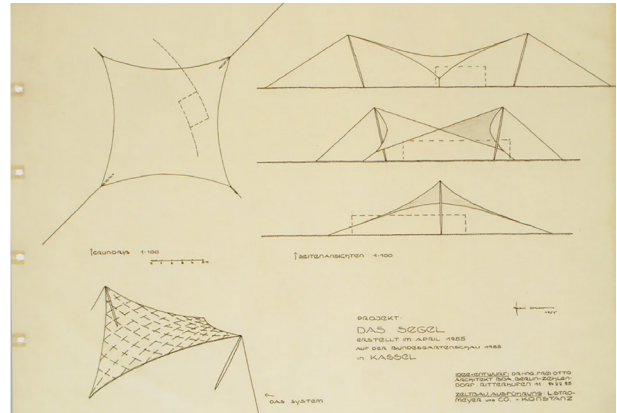 GRUNDRIS 1:100
SEITENANSICHTEN 1:100
PROJEKT:
DAS SEGEL
ERSTELLT IM APRIL 1955
AUF DER BUNDESGARTENSCHAU 1955
in KASSEL
DAS SYSTEM
IDEE+ENTWURF: DR-ING. FREI OTTO
ARCHITEKT BDA BERLIN-ZEHLEN-
DORF RITTERHUFEN 11
ZELTBAU-AUSFÜHRUNG: L. STRO-
MEYER und CO. - KONSTANZ